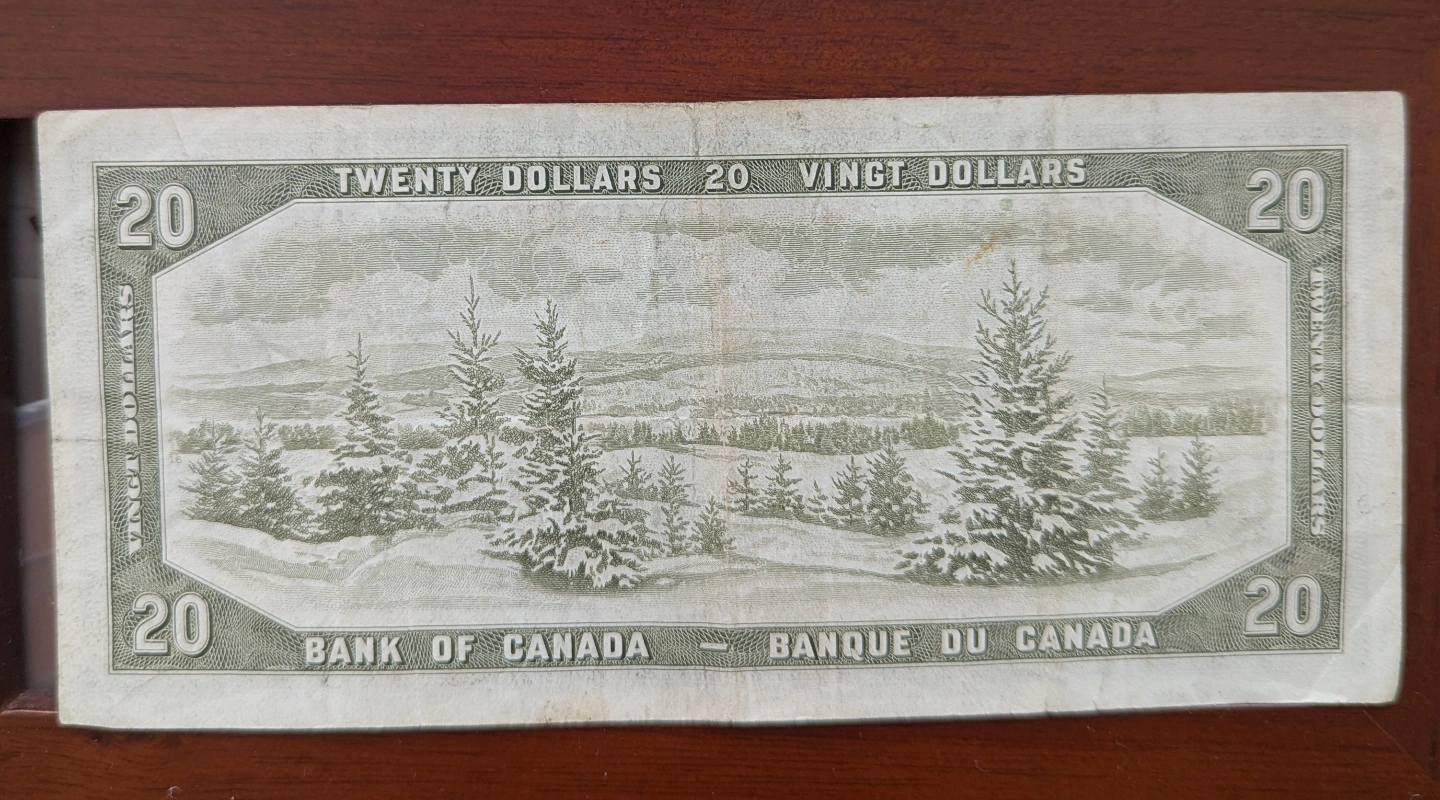 TWENTY DOLLARS 20 VINGT DOLLARS
20
20
VINGT DOLLARS
TWENTY DOLLARS
20
20
BANK OF CANADA — BANQUE DU CANADA